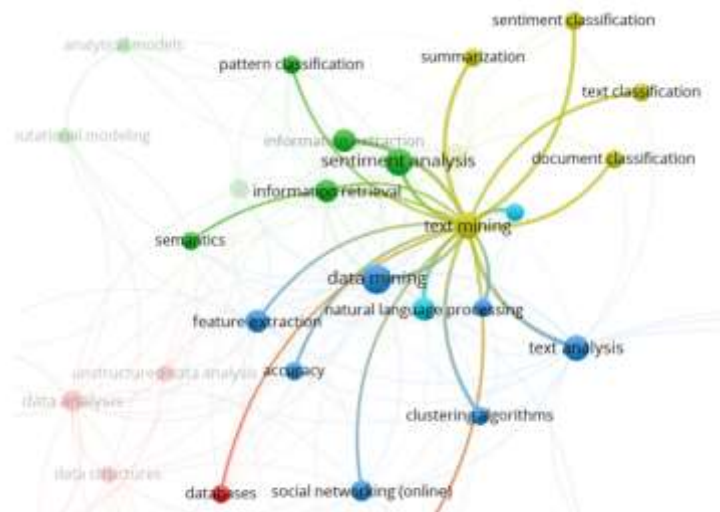 sentiment classification
analytical models
summarization
pattern classification
text classification
utational modeling
information extraction
sentiment analysis
document classification
information retrieval
text mining
semantics
data mining
natural language processing
feature extraction
text analysis
unstructured data analysis
accuracy
data analysis
clustering algorithms
data structures
databases
social networking (online)